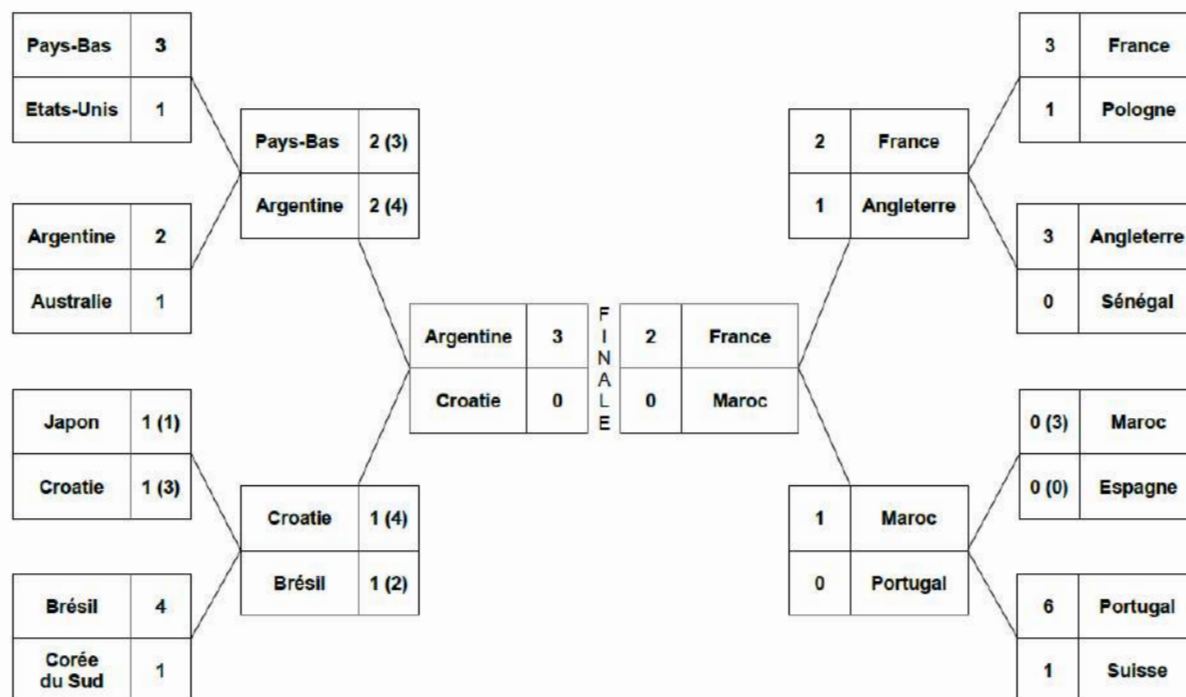 Pays-Bas 3
Etats-Unis 1
Argentine 2
Australie 1
Japon 1 (1)
Croatie 1 (3)
Brésil 4
Corée
du Sud 1
Pays-Bas 2 (3)
Argentine 2 (4)
Croatie 1 (4)
Brésil 1 (2)
Argentine 3
Croatie 0
FINALE
2 France
0 Maroc
2 France
1 Angleterre
1 Maroc
0 Portugal
3 France
1 Pologne
3 Angleterre
0 Sénégal
0 (3) Maroc
0 (0) Espagne
6 Portugal
1 Suisse